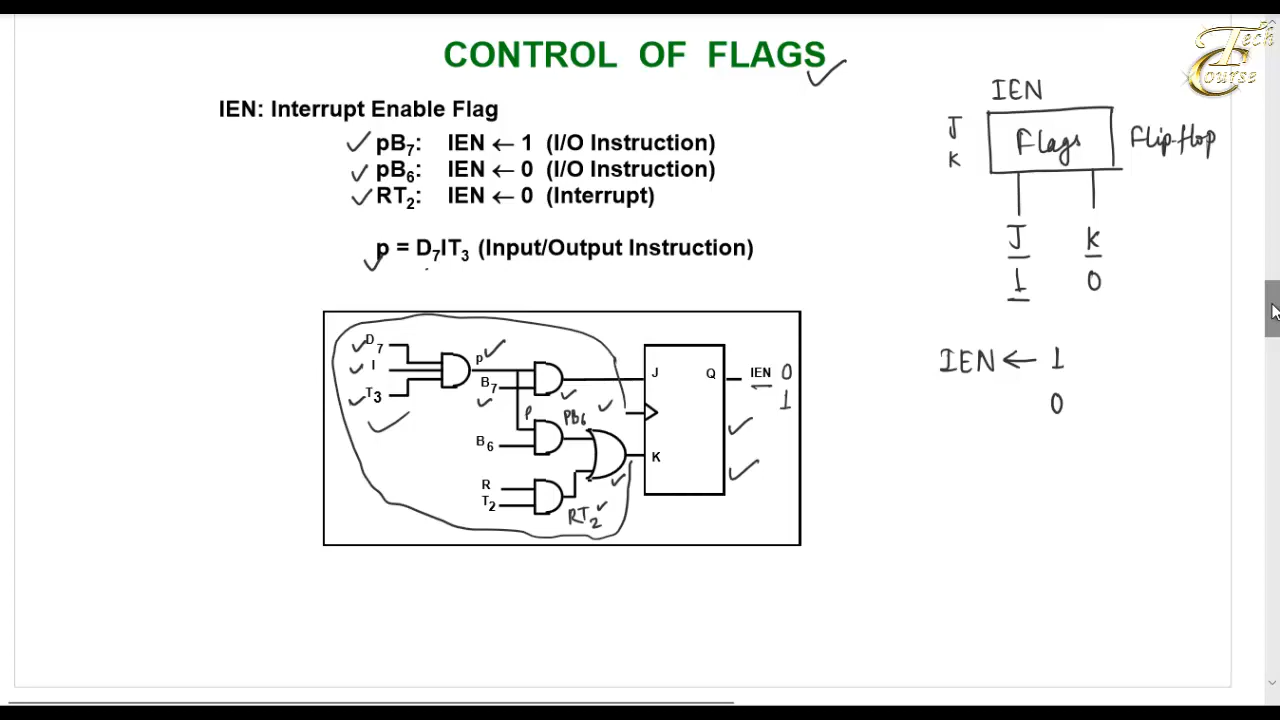 CONTROL OF FLAGS
Tech
Course
IEN: Interrupt Enable Flag
pB7: IEN ← 1 (I/O Instruction)
pB6: IEN ← 0 (I/O Instruction)
RT2: IEN ← 0 (Interrupt)
p = D7IT3 (Input/Output Instruction)
IEN
J
K
Flags
Flip-flop
J K
1 0
IEN ← 1
0
D7
I
T3
p
B7
P
PB6
B6
R
T2
RT2
J
Q
K
IEN 0
1